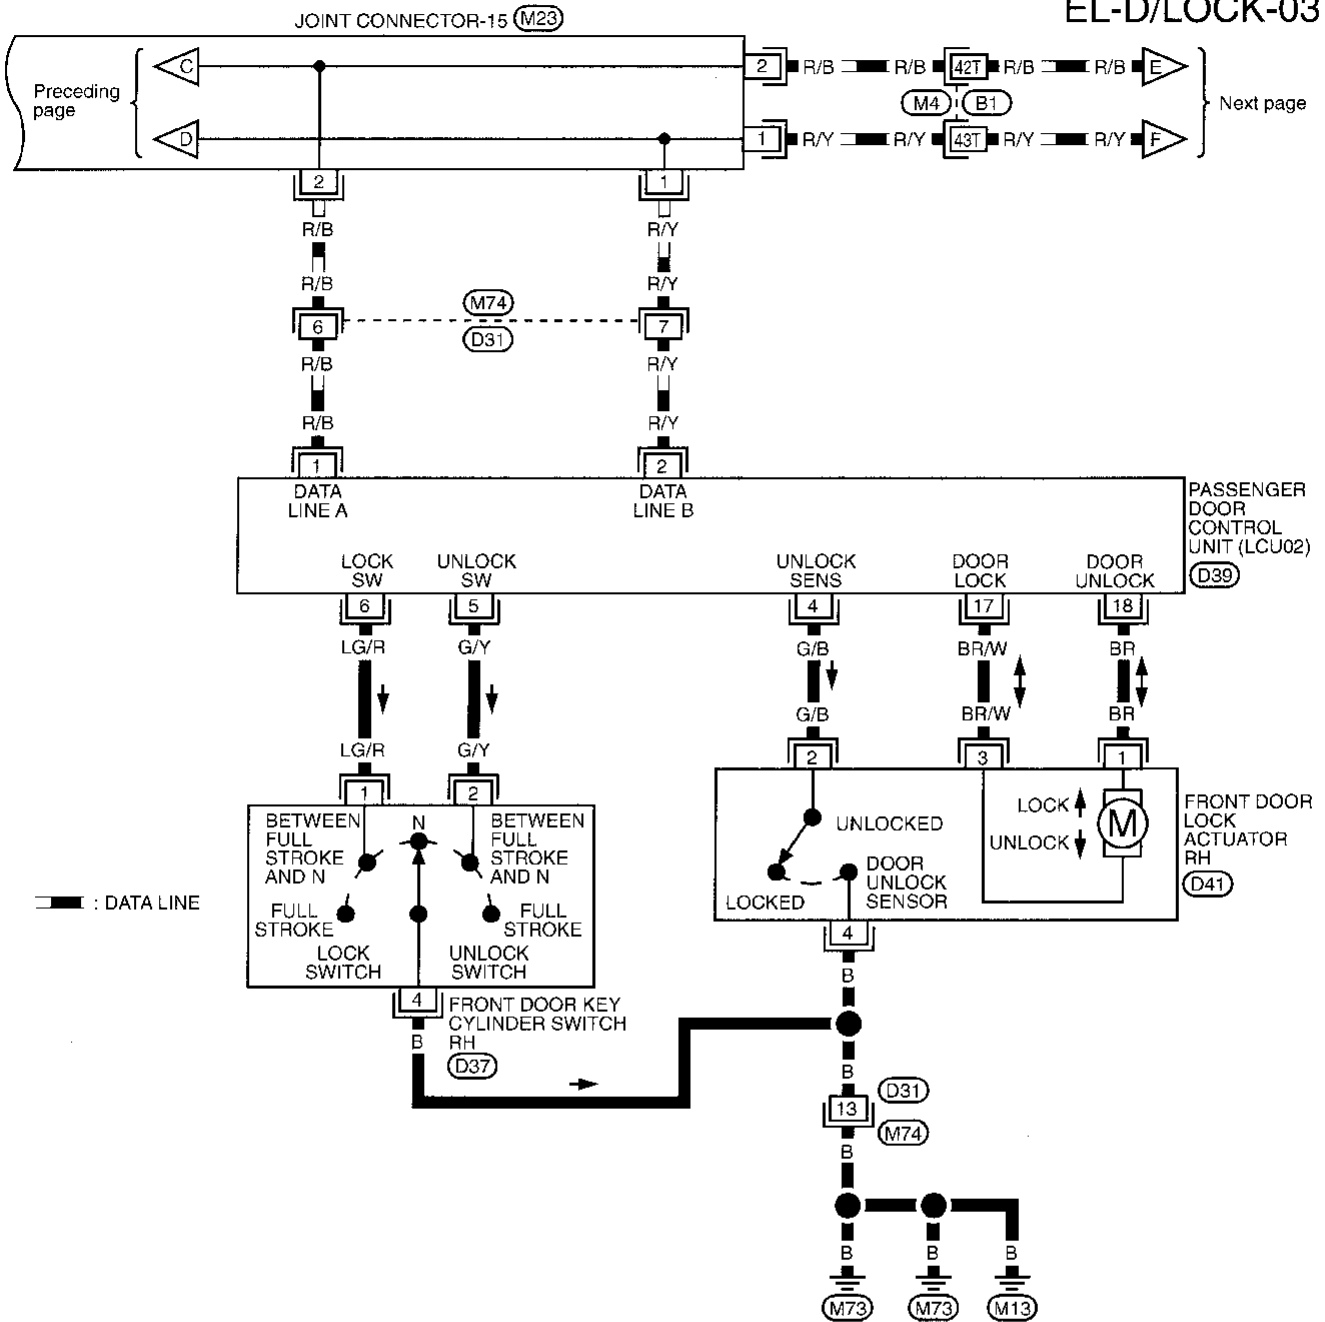 EL-D/LOCK-03
JOINT CONNECTOR-15 M23
Preceding
page
C
D
2 R/B R/B 42T R/B R/B E
M4 B1
Next page
1 R/Y R/Y 43T R/Y R/Y F
2 1
R/B R/Y
R/B R/Y
M74
6 7
D31
R/B R/Y
R/B R/Y
1 2
DATA
LINE A
DATA
LINE B
PASSENGER
DOOR
CONTROL
UNIT (LCU02)
D39
LOCK
SW
UNLOCK
SW
UNLOCK
SENS
DOOR
LOCK
DOOR
UNLOCK
6 5 4 17 18
LG/R G/Y G/B BR/W BR
G/B BR/W BR
LG/R G/Y
2 3 1
1 2
BETWEEN
FULL
STROKE
AND N
N
BETWEEN
FULL
STROKE
AND N
FULL
STROKE
FULL
STROKE
LOCK
SWITCH
UNLOCK
SWITCH
UNLOCKED
LOCKED
DOOR
UNLOCK
SENSOR
LOCK
UNLOCK
M
FRONT DOOR
LOCK
ACTUATOR
RH
D41
: DATA LINE
4
FRONT DOOR KEY
CYLINDER SWITCH
RH
D37
B
4
B
B
D31
13
M74
B
B B B
M73 M73 M13